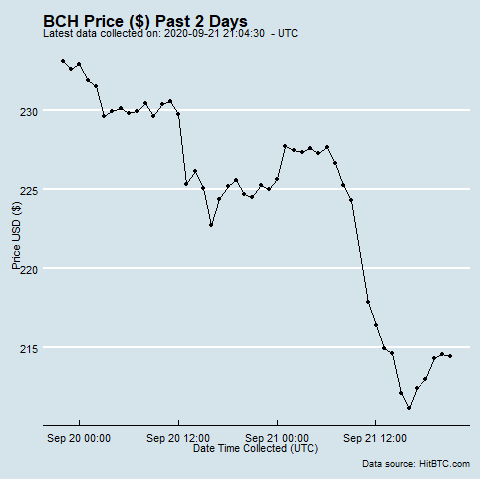 BCH Price ($) Past 2 Days
Latest data collected on: 2020-09-21 21:04:30  - UTC
230
225
220
215
Price USD ($)
Sep 20 00:00 Sep 20 12:00 Sep 21 00:00 Sep 21 12:00
Date Time Collected (UTC)
Data source: HitBTC.com